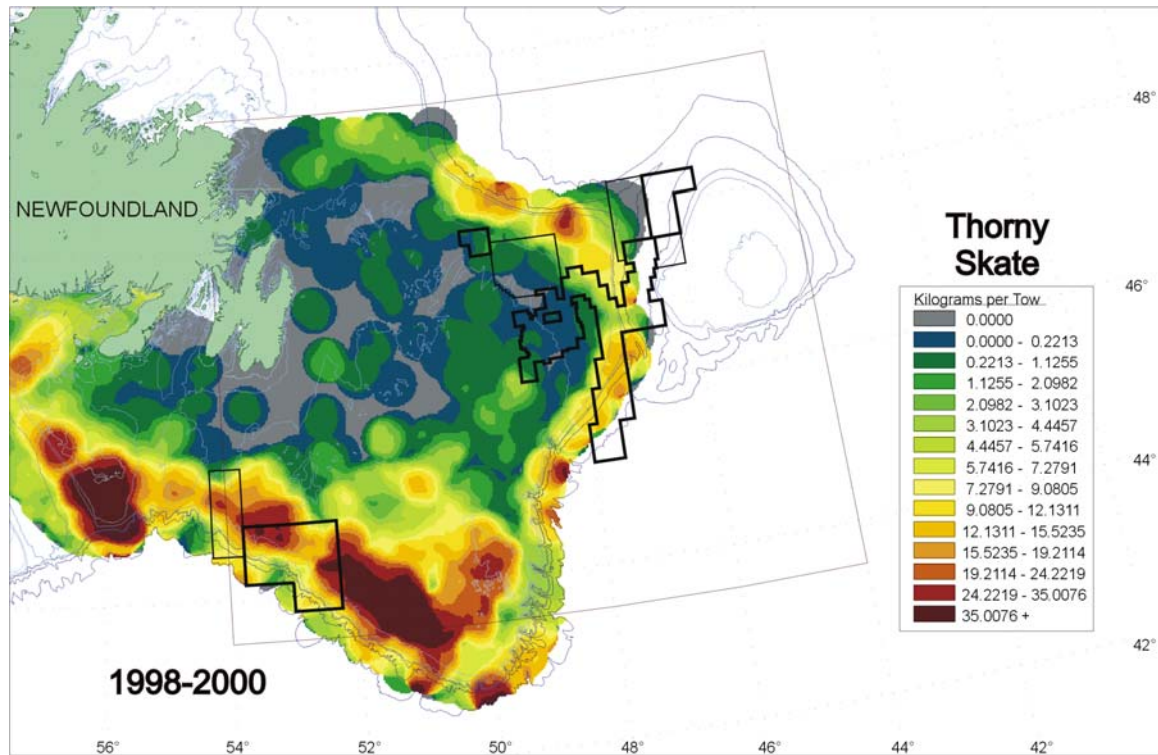 NEWFOUNDLAND
Thorny
Skate
Kilograms per Tow
0.0000
0.0000 - 0.2213
0.2213 - 1.1255
1.1255 - 2.0982
2.0982 - 3.1023
3.1023 - 4.4457
4.4457 - 5.7416
5.7416 - 7.2791
7.2791 - 9.0805
9.0805 - 12.1311
12.1311 - 15.5235
15.5235 - 19.2114
19.2114 - 24.2219
24.2219 - 35.0076
35.0076 +
48°
46°
44°
42°
1998-2000
56°
54°
52°
50°
48°
46°
44°
42°